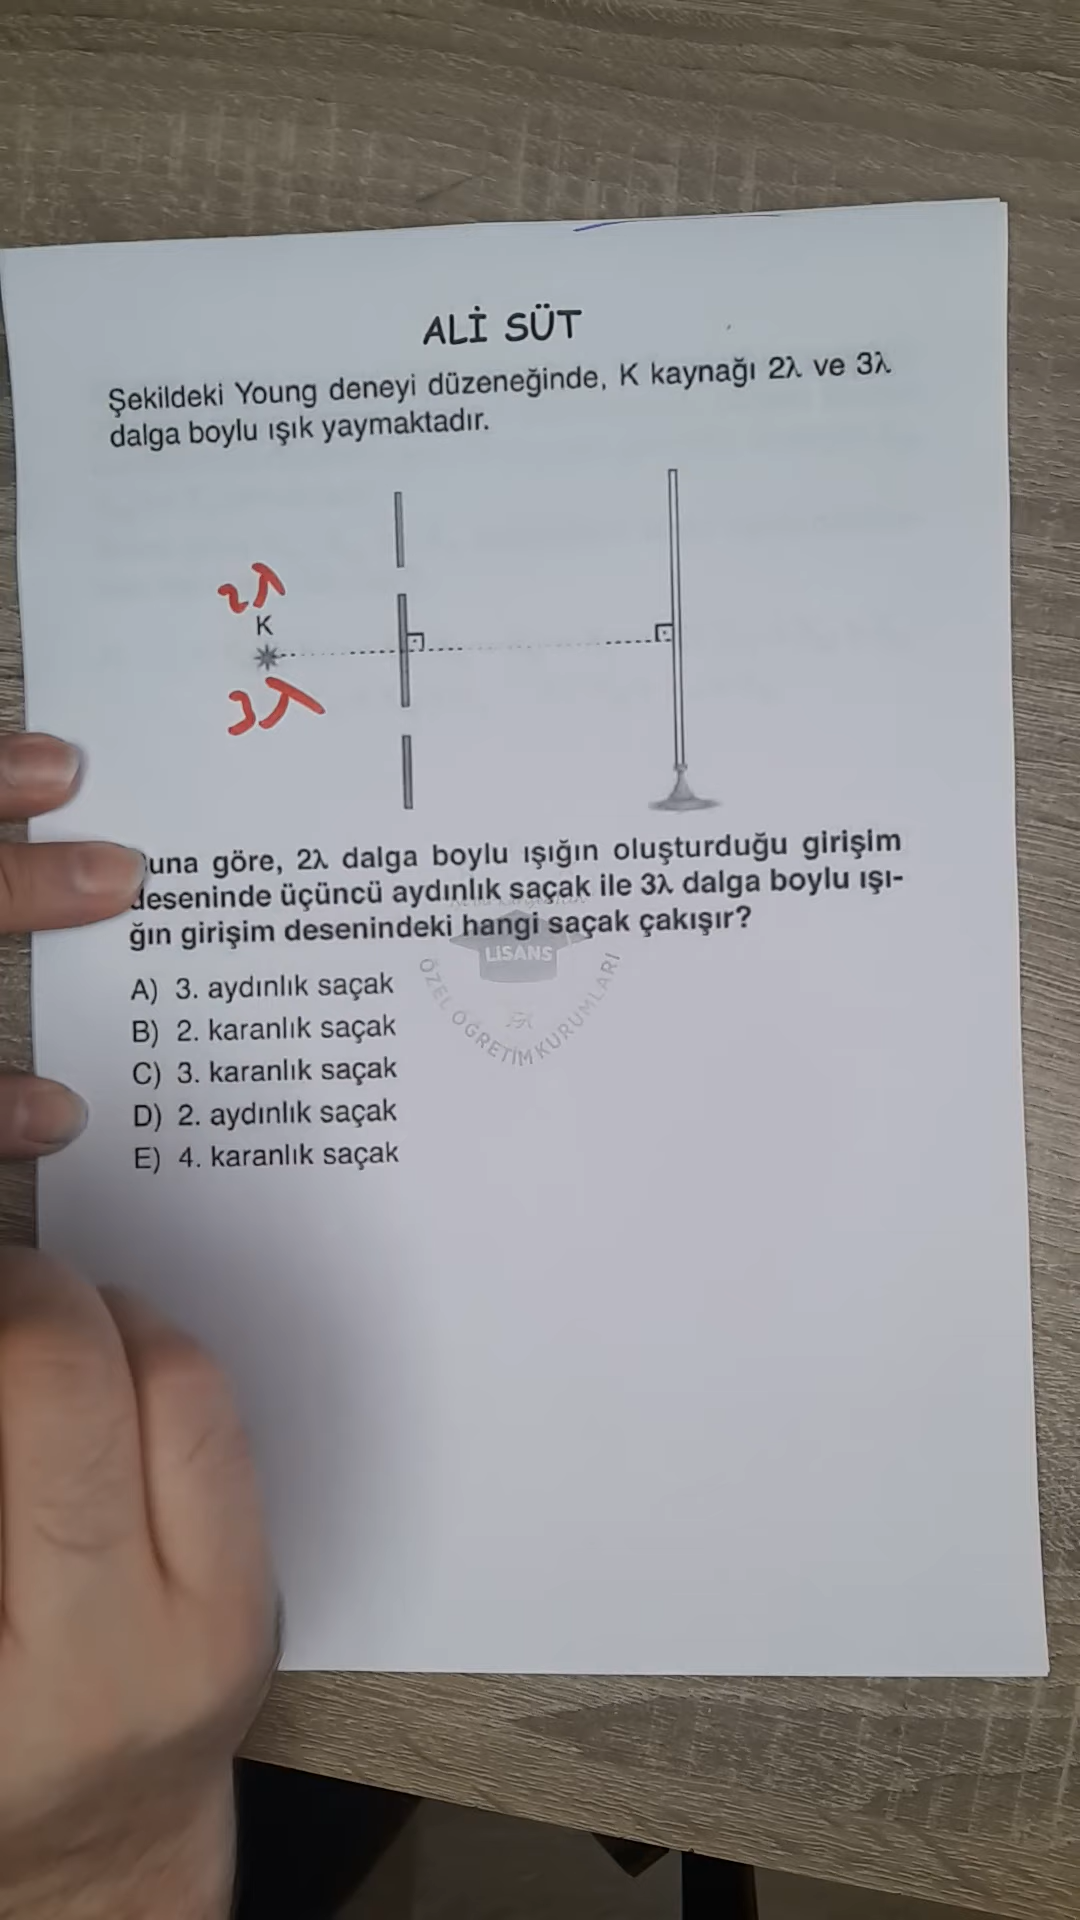 ALİ SÜT
Şekildeki Young deneyi düzeneğinde, K kaynağı 2λ ve 3λ
dalga boylu ışık yaymaktadır.
2λ
K
3λ
una göre, 2λ dalga boylu ışığın oluşturduğu girişim
deseninde üçüncü aydınlık saçak ile 3λ dalga boylu ışı-
ğın girişim desenindeki hangi saçak çakışır?
LİSANS
ÖZEL ÖĞRETİM KURUMLARI
A) 3. aydınlık saçak
B) 2. karanlık saçak
C) 3. karanlık saçak
D) 2. aydınlık saçak
E) 4. karanlık saçak